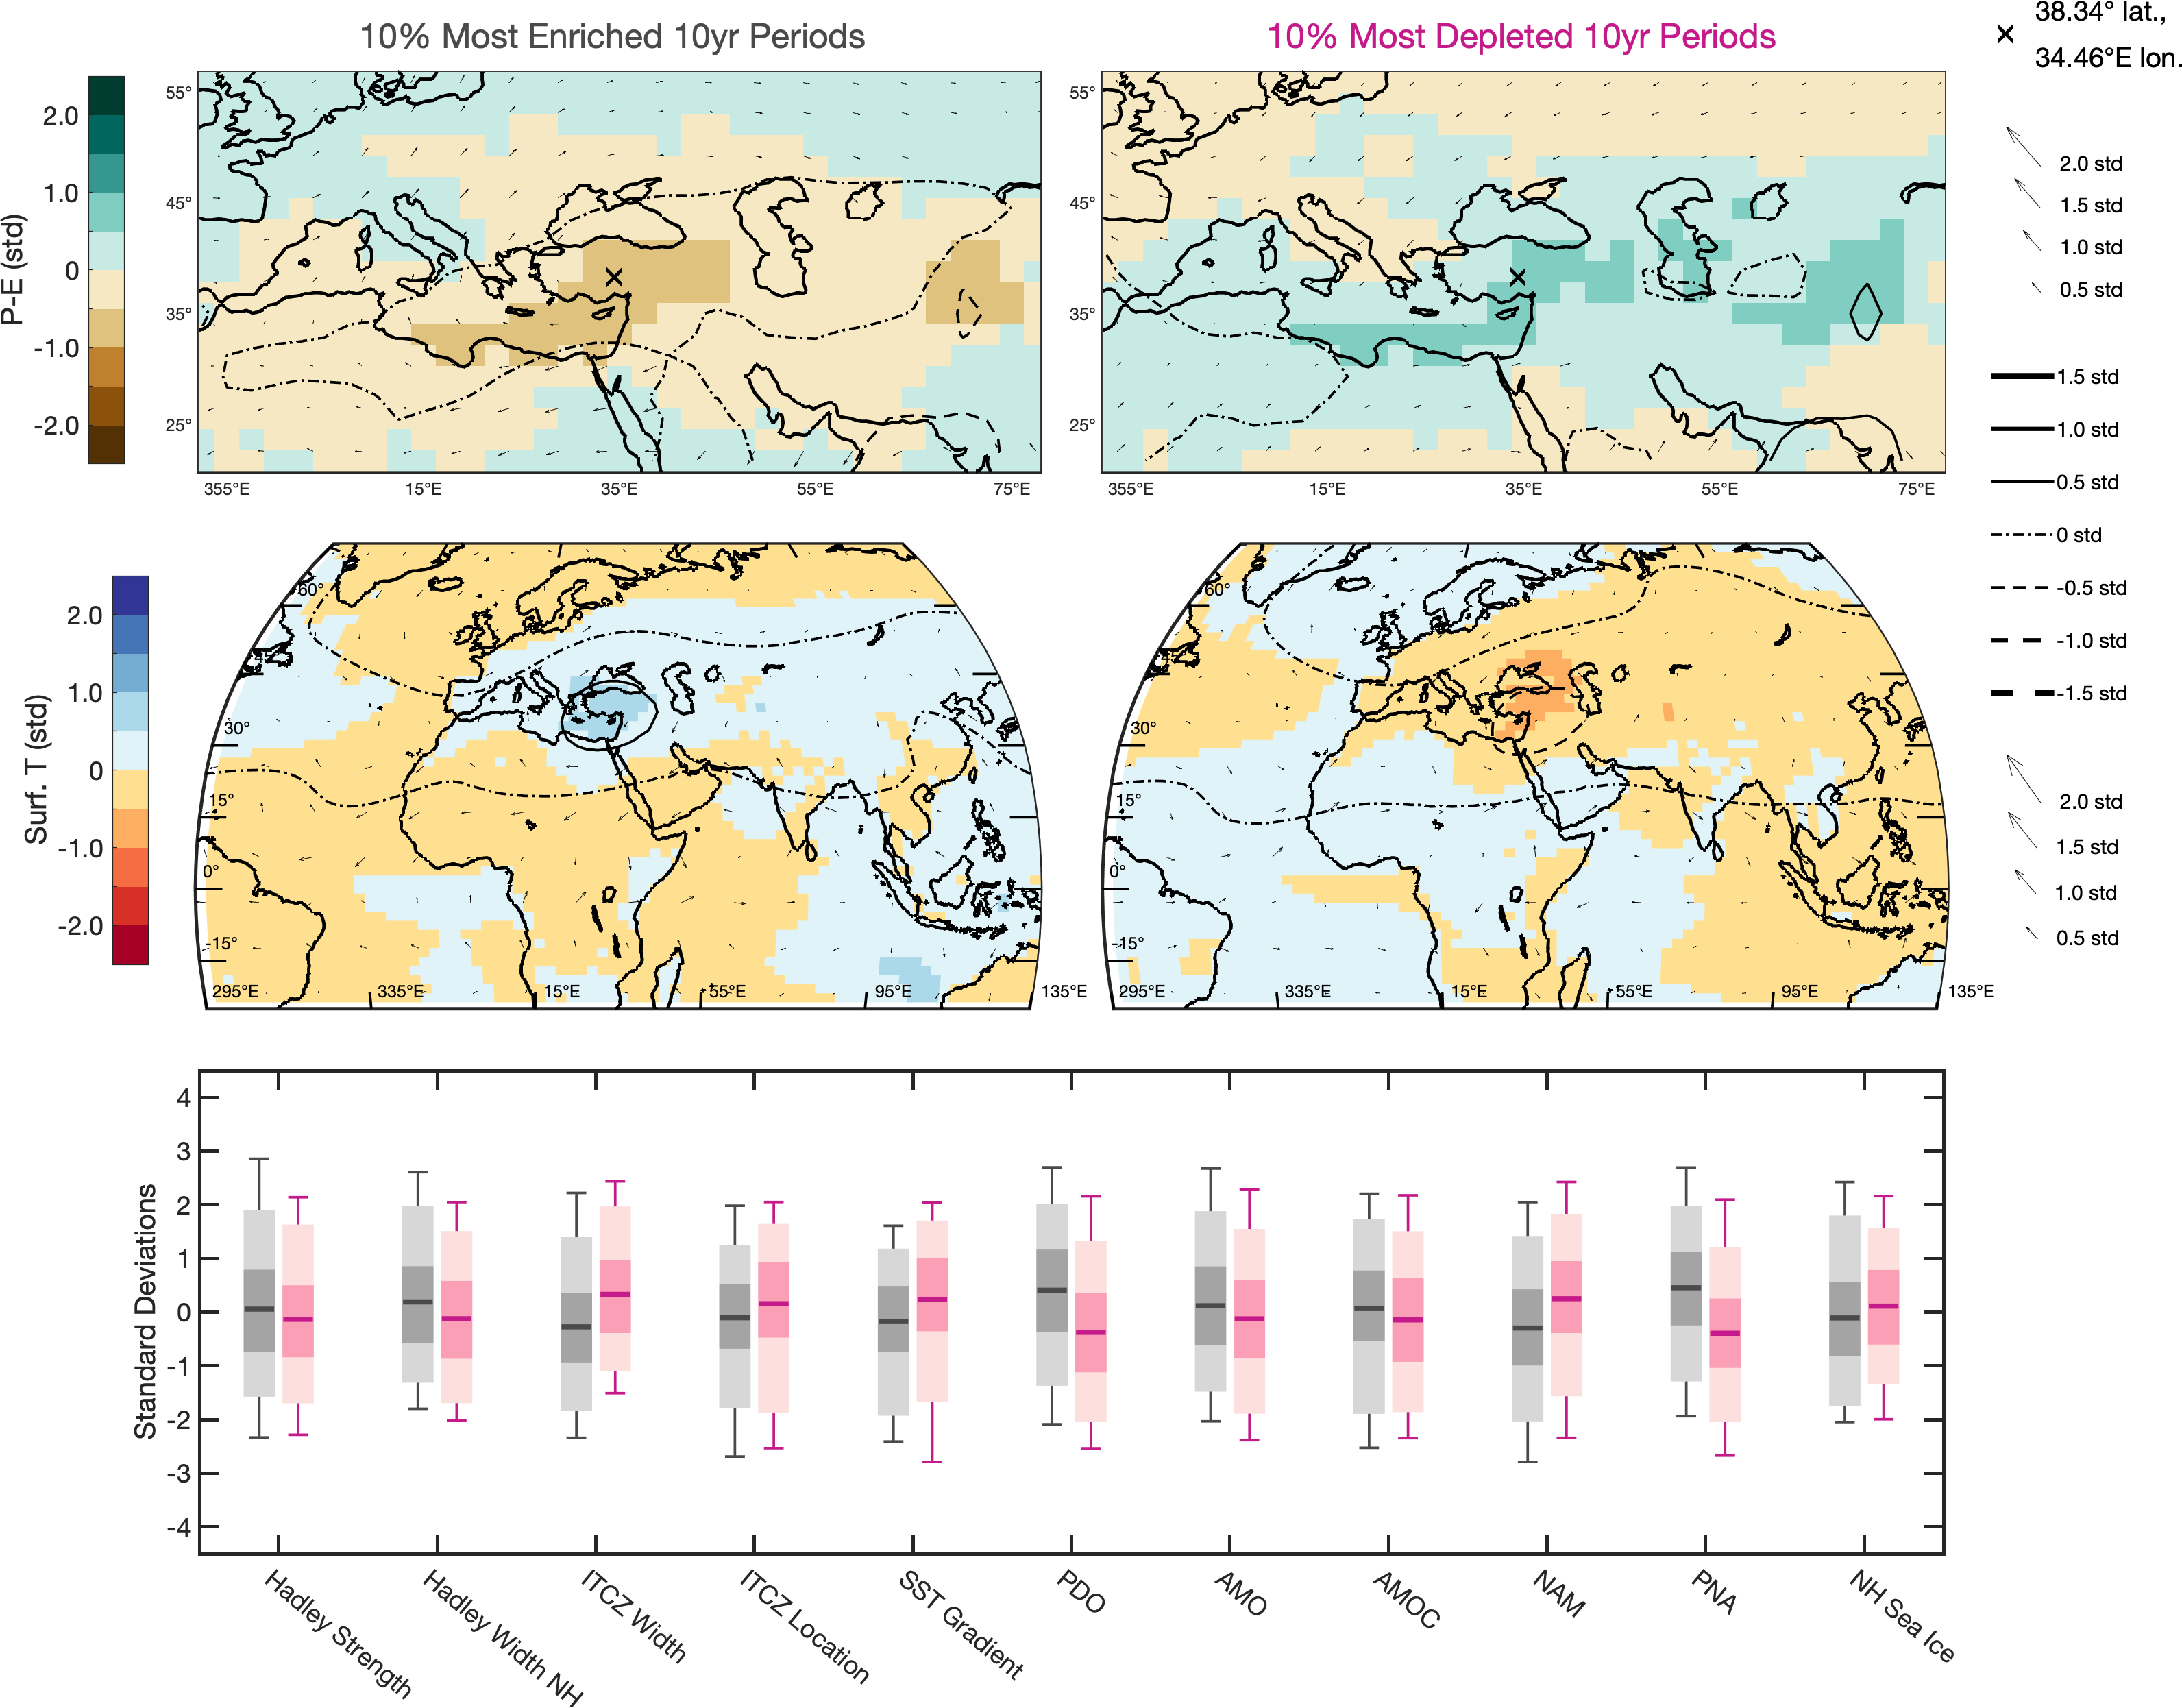 10% Most Enriched 10yr Periods
10% Most Depleted 10yr Periods
38.34° lat.,
34.46°E lon.
P-E (std)
2.0
1.0
0
-1.0
-2.0
55°
45°
35°
25°
355°E
15°E
35°E
55°E
75°E
55°
45°
35°
25°
355°E
15°E
35°E
55°E
75°E
2.0 std
1.5 std
1.0 std
0.5 std
1.5 std
1.0 std
0.5 std
0 std
-0.5 std
-1.0 std
-1.5 std
Surf. T (std)
2.0
1.0
0
-1.0
-2.0
60°
45°
30°
15°
0°
-15°
295°E
335°E
15°E
55°E
95°E
135°E
60°
45°
30°
15°
0°
-15°
295°E
335°E
15°E
55°E
95°E
135°E
2.0 std
1.5 std
1.0 std
0.5 std
Standard Deviations
4
3
2
1
0
-1
-2
-3
-4
Hadley Strength
Hadley Width NH
ITCZ Width
ITCZ Location
SST Gradient
PDO
AMO
AMOC
NAM
PNA
NH Sea Ice